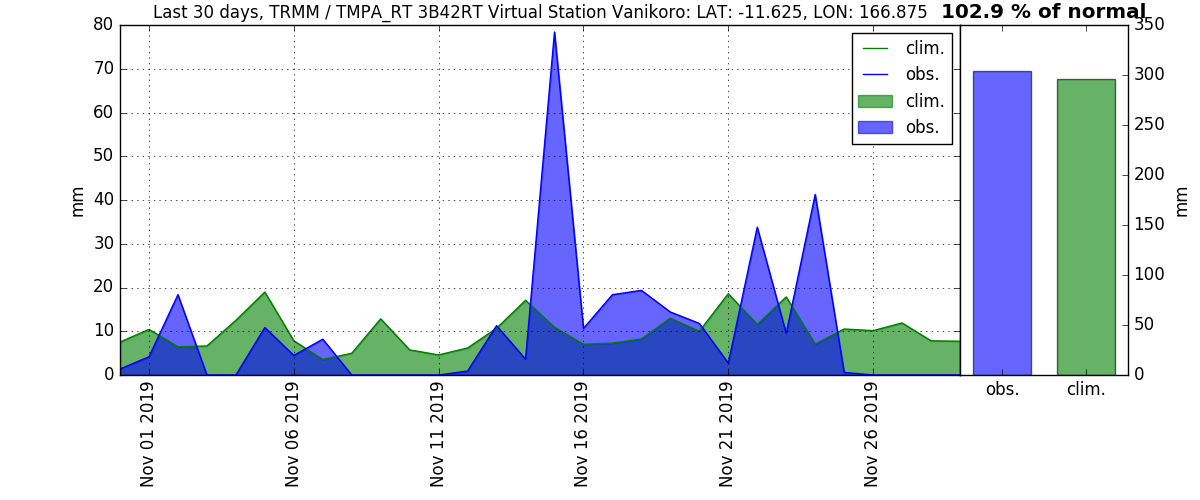 Last 30 days, TRMM / TMPA_RT 3B42RT Virtual Station Vanikoro: LAT: -11.625, LON: 166.875 102.9 % of normal
80
70
60
50
40
30
20
10
0
mm
clim.
obs.
clim.
obs.
Nov 01 2019
Nov 06 2019
Nov 11 2019
Nov 16 2019
Nov 21 2019
Nov 26 2019
350
300
250
200
150
100
50
0
mm
obs. clim.